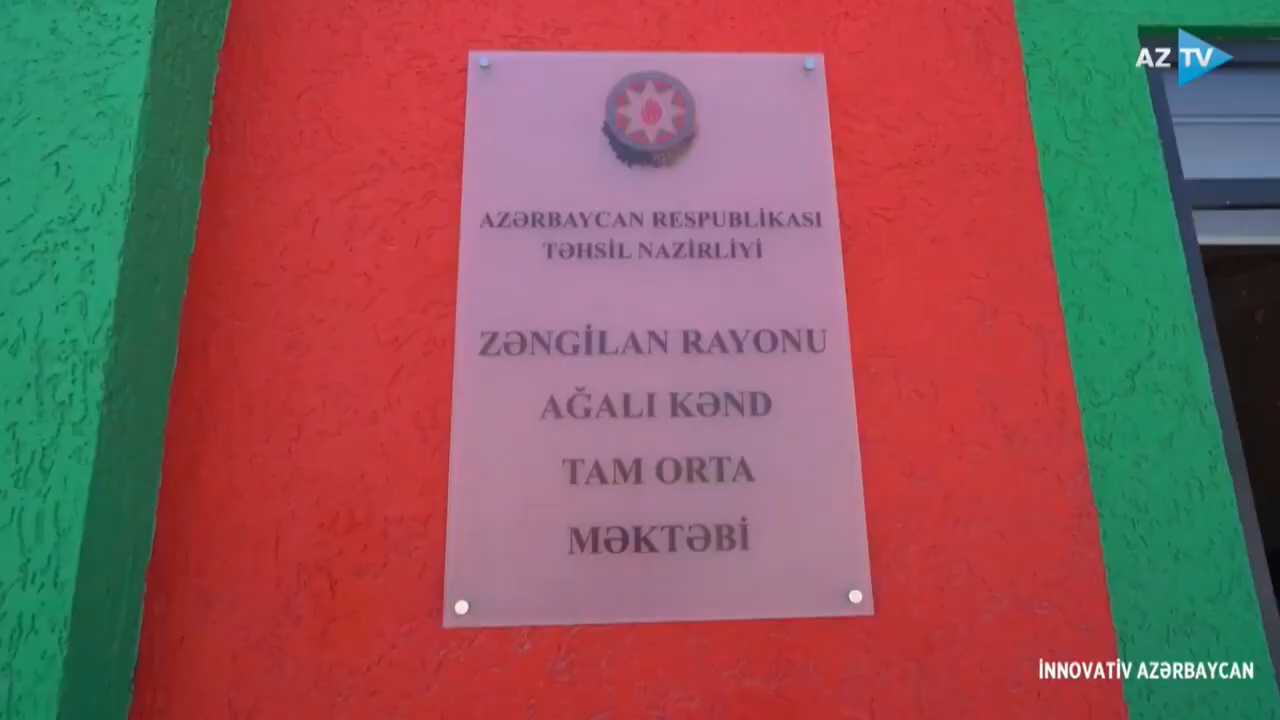 AZ TV
AZƏRBAYCAN RESPUBLİKASI
TƏHSİL NAZİRLİYİ
ZƏNGİLAN RAYONU
AĞALI KƏND
TAM ORTA
MƏKTƏBİ
İNNOVATİV AZƏRBAYCAN